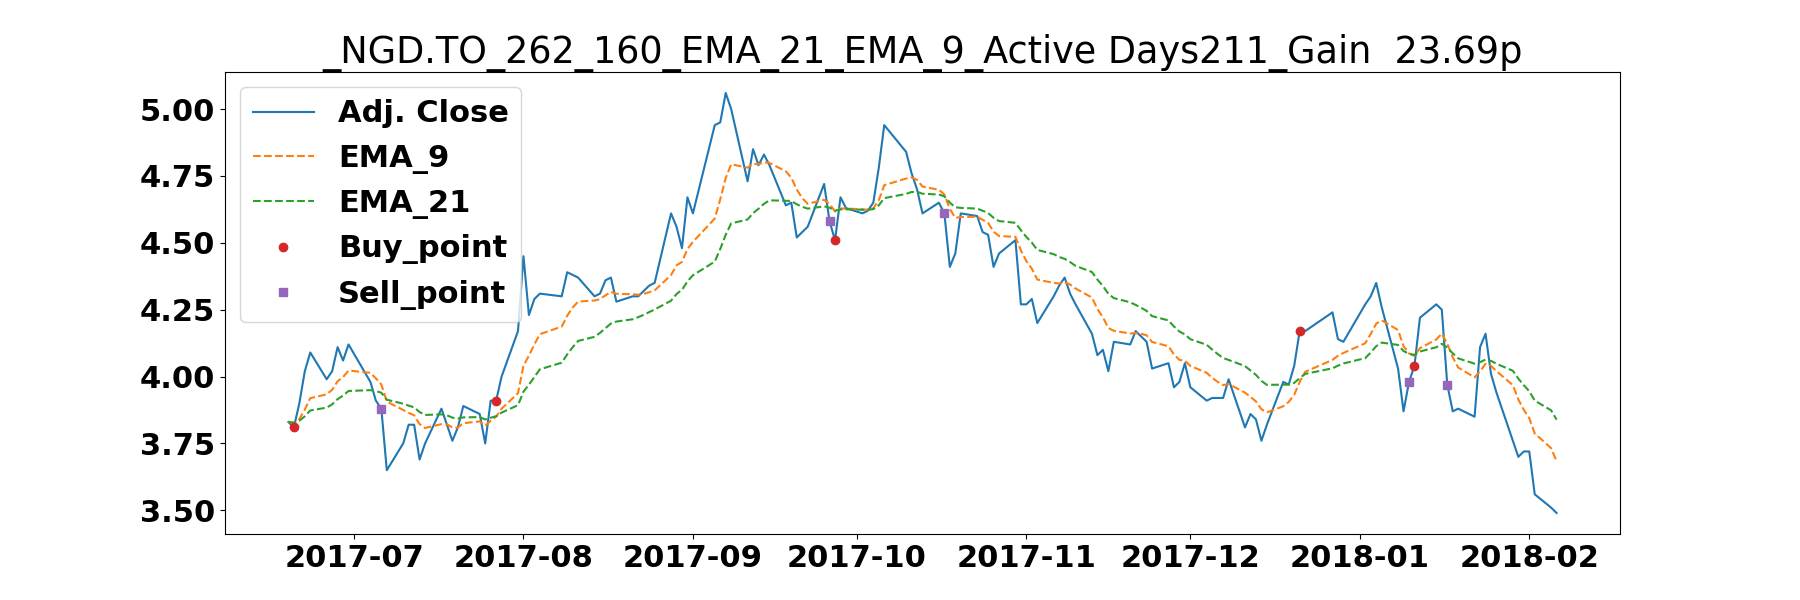 _NGD.TO_262_160_EMA_21_EMA_9_Active Days211_Gain  23.69p
Adj. Close
EMA_9
EMA_21
Buy_point
Sell_point
5.00
4.75
4.50
4.25
4.00
3.75
3.50
2017-07 2017-08 2017-09 2017-10 2017-11 2017-12 2018-01 2018-02